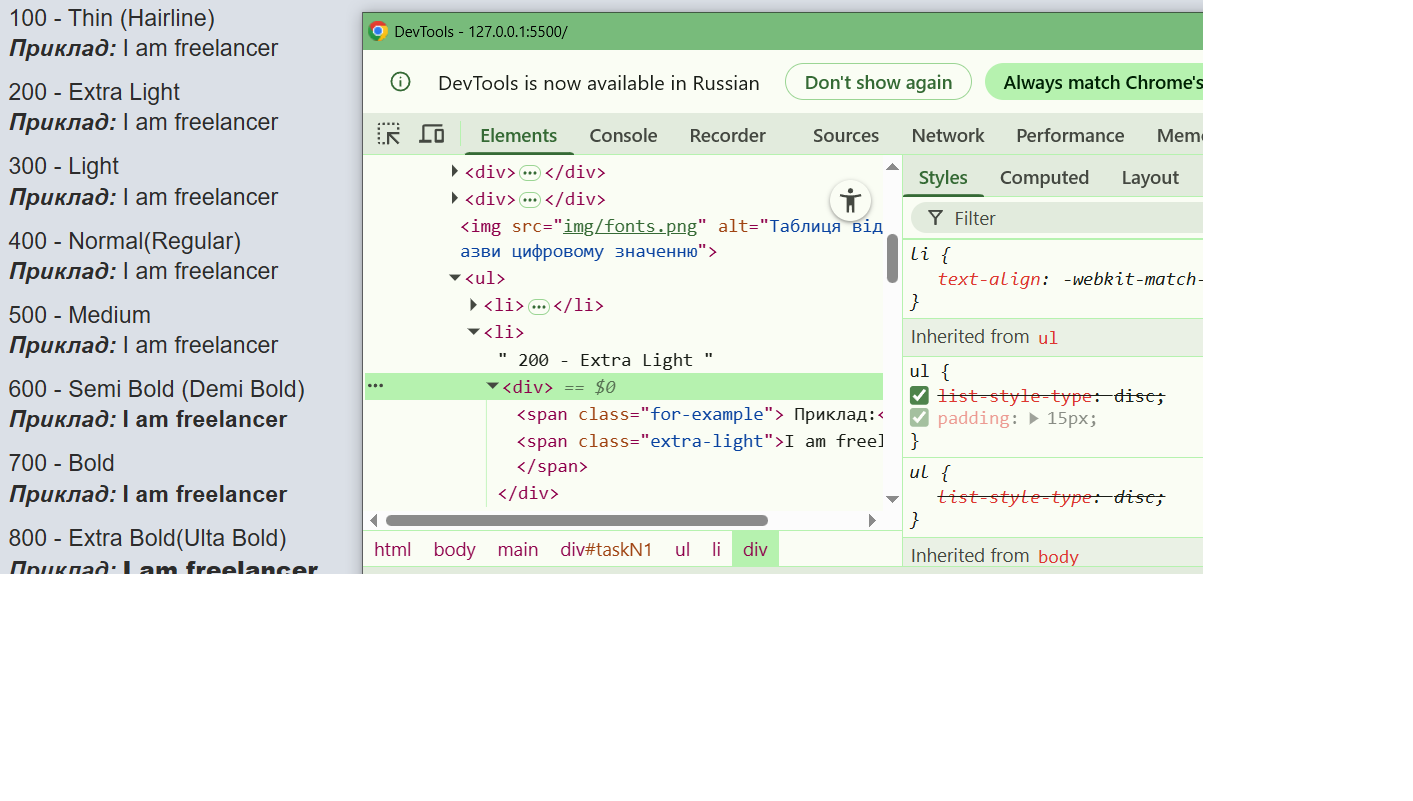 100 - Thin (Hairline)
Приклад: I am freelancer
200 - Extra Light
Приклад: I am freelancer
300 - Light
Приклад: I am freelancer
400 - Normal(Regular)
Приклад: I am freelancer
500 - Medium
Приклад: I am freelancer
600 - Semi Bold (Demi Bold)
Приклад: I am freelancer
700 - Bold
Приклад: I am freelancer
800 - Extra Bold(Ulta Bold)
Приклад: I am freelancer
DevTools - 127.0.0.1:5500/
DevTools is now available in Russian
Don't show again
Always match Chrome's
Elements Console Recorder Sources Network Performance Mem
<div> ••• </div>
<div> ••• </div>
<img src="img/fonts.png" alt="Таблиця від
азви цифровому значенню">
<ul>
<li> ••• </li>
<li>
" 200 - Extra Light "
••• <div> == $0
<span class="for-example"> Приклад:<
<span class="extra-light">I am freel
</span>
</div>
html body main div#taskN1 ul li div
Styles Computed Layout
Filter
li {
text-align: -webkit-match-
}
Inherited from ul
ul {
list-style-type: disc;
padding: 15px;
}
ul {
list-style-type: disc;
}
Inherited from body